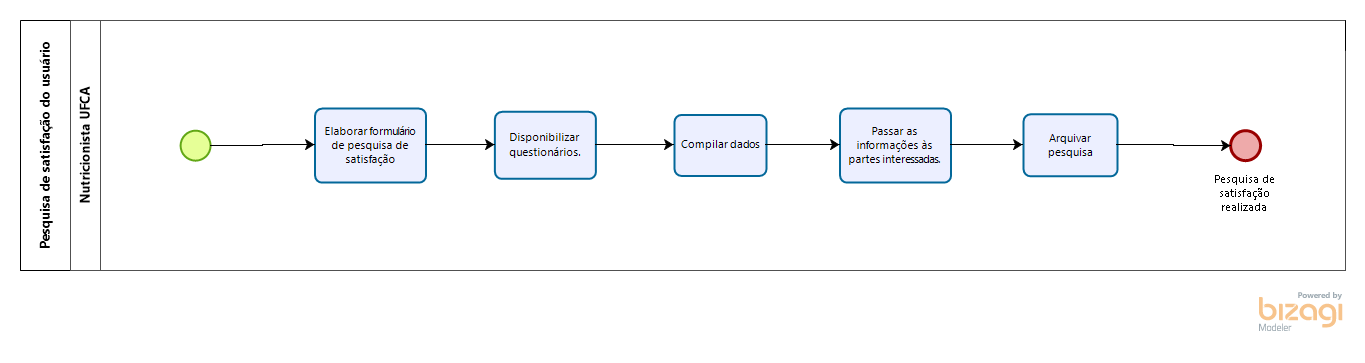 Pesquisa de satisfação do usuário
Nutricionista UFCA
Elaborar formulário
de pesquisa de
satisfação
Disponibilizar
questionários.
Compilar dados
Passar as
informações às
partes interessadas.
Arquivar
pesquisa
Pesquisa de
satisfação
realizada
Powered by
bizagi
Modeler